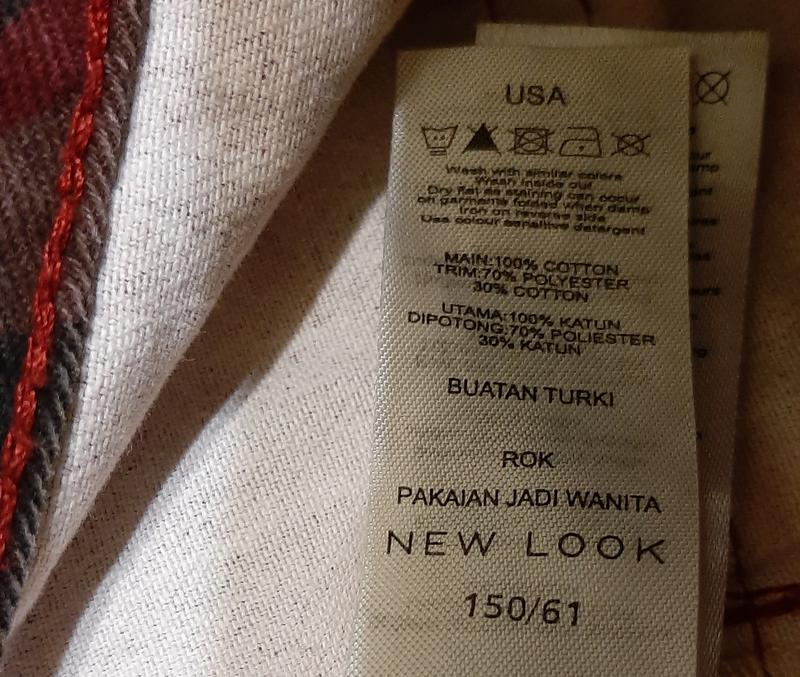 USA
Wash with similar colors
Wash inside out
Dry flat as staining can occur
on garments folded when damp
Iron on reverse side
Use colour sensitive detergent
MAIN:100% COTTON
TRIM:70% POLYESTER
30% COTTON
UTAMA:100% KATUN
DIPOTONG:70% POLIESTER
30% KATUN
BUATAN TURKI
ROK
PAKAIAN JADI WANITA
NEW LOOK
150/61